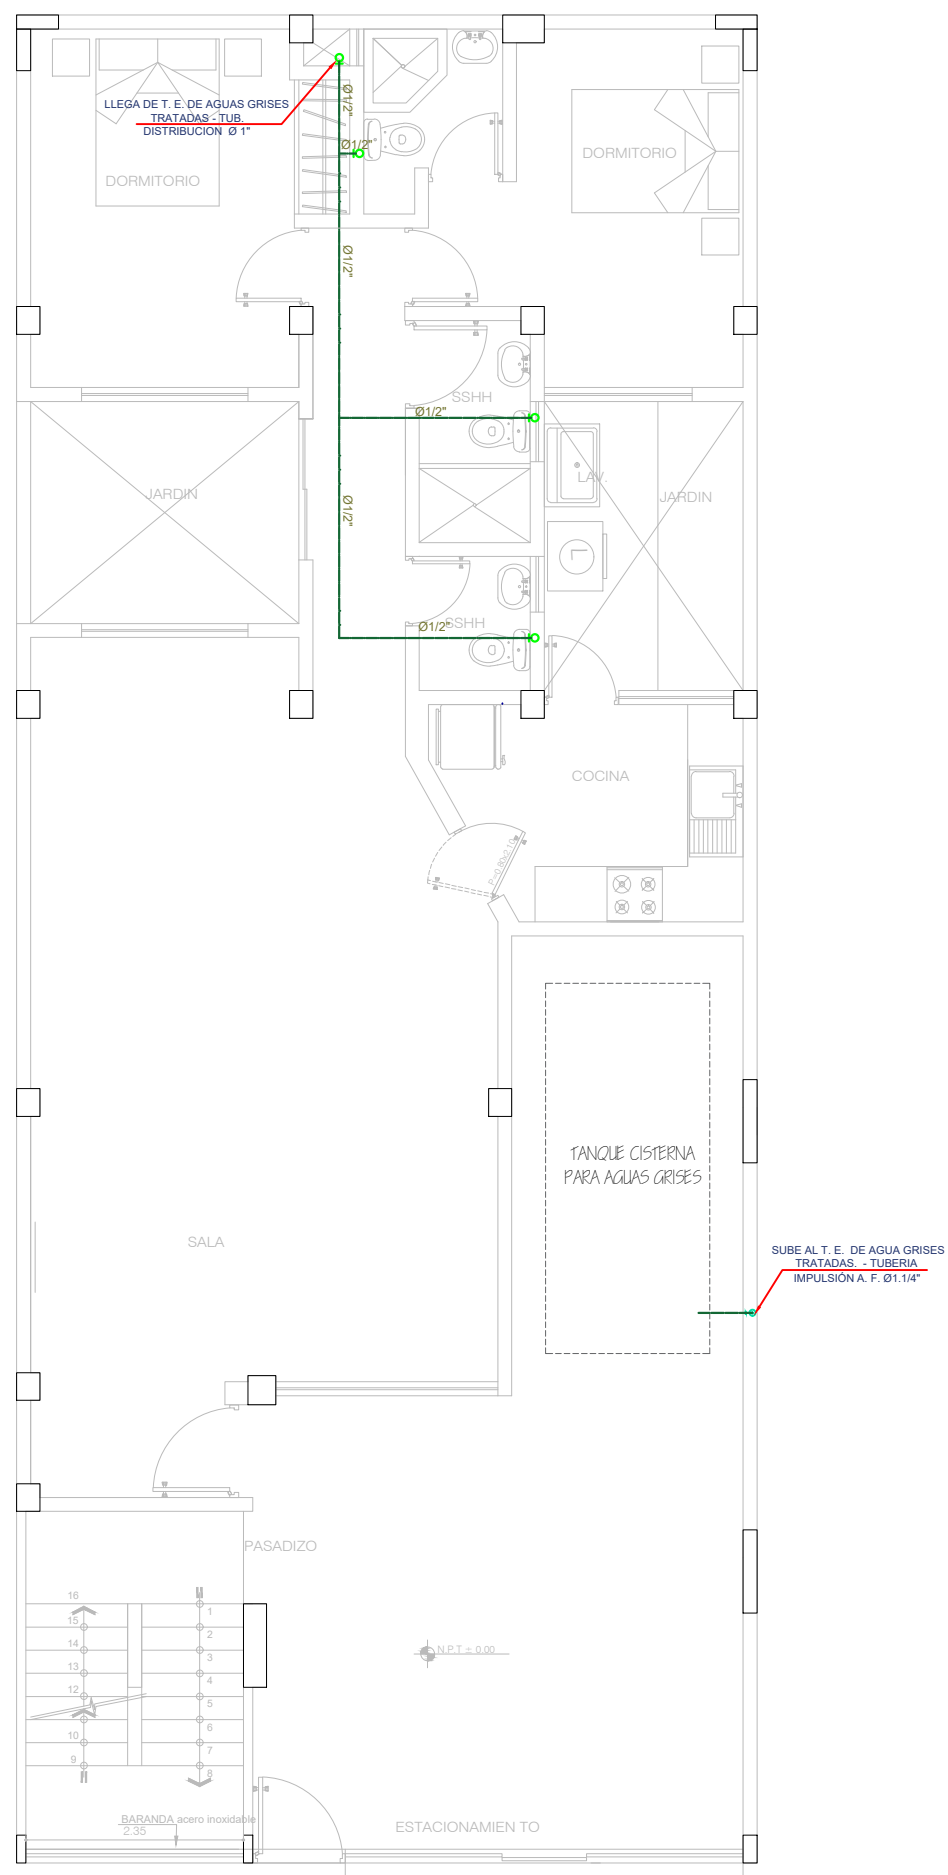 Ø1/2"
LLEGA DE T. E. DE AGUAS GRISES
TRATADAS - TUB.
DISTRIBUCION Ø 1"
Ø1/2"
DORMITORIO
DORMITORIO
Ø1/2"
SSHH
Ø1/2"
LAV.
JARDIN
JARDIN
Ø1/2"
L
SSHH
Ø1/2"
COCINA
P=0.80x2.10
TANQUE CISTERNA
PARA AGUAS GRISES
SALA
SUBE AL T. E. DE AGUA GRISES
TRATADAS. - TUBERIA
IMPULSIÓN A. F. Ø1.1/4"
PASADIZO
16
1
15
2
14
3
13
4
12
5
6
10
7
9
8
N.P.T ± 0.00
BARANDA acero inoxidable
2.35
ESTACIONAMIEN TO